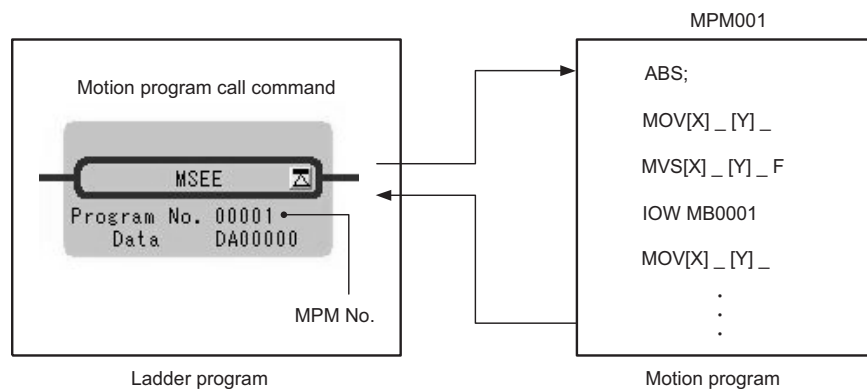 MPM001
Motion program call command
MSEE
Program No. 00001
Data DA00000
MPM No.
Ladder program
ABS;
MOV[X] _ [Y] _
MVS[X] _ [Y] _ F
IOW MB0001
MOV[X] _ [Y] _
.
.
.
Motion program